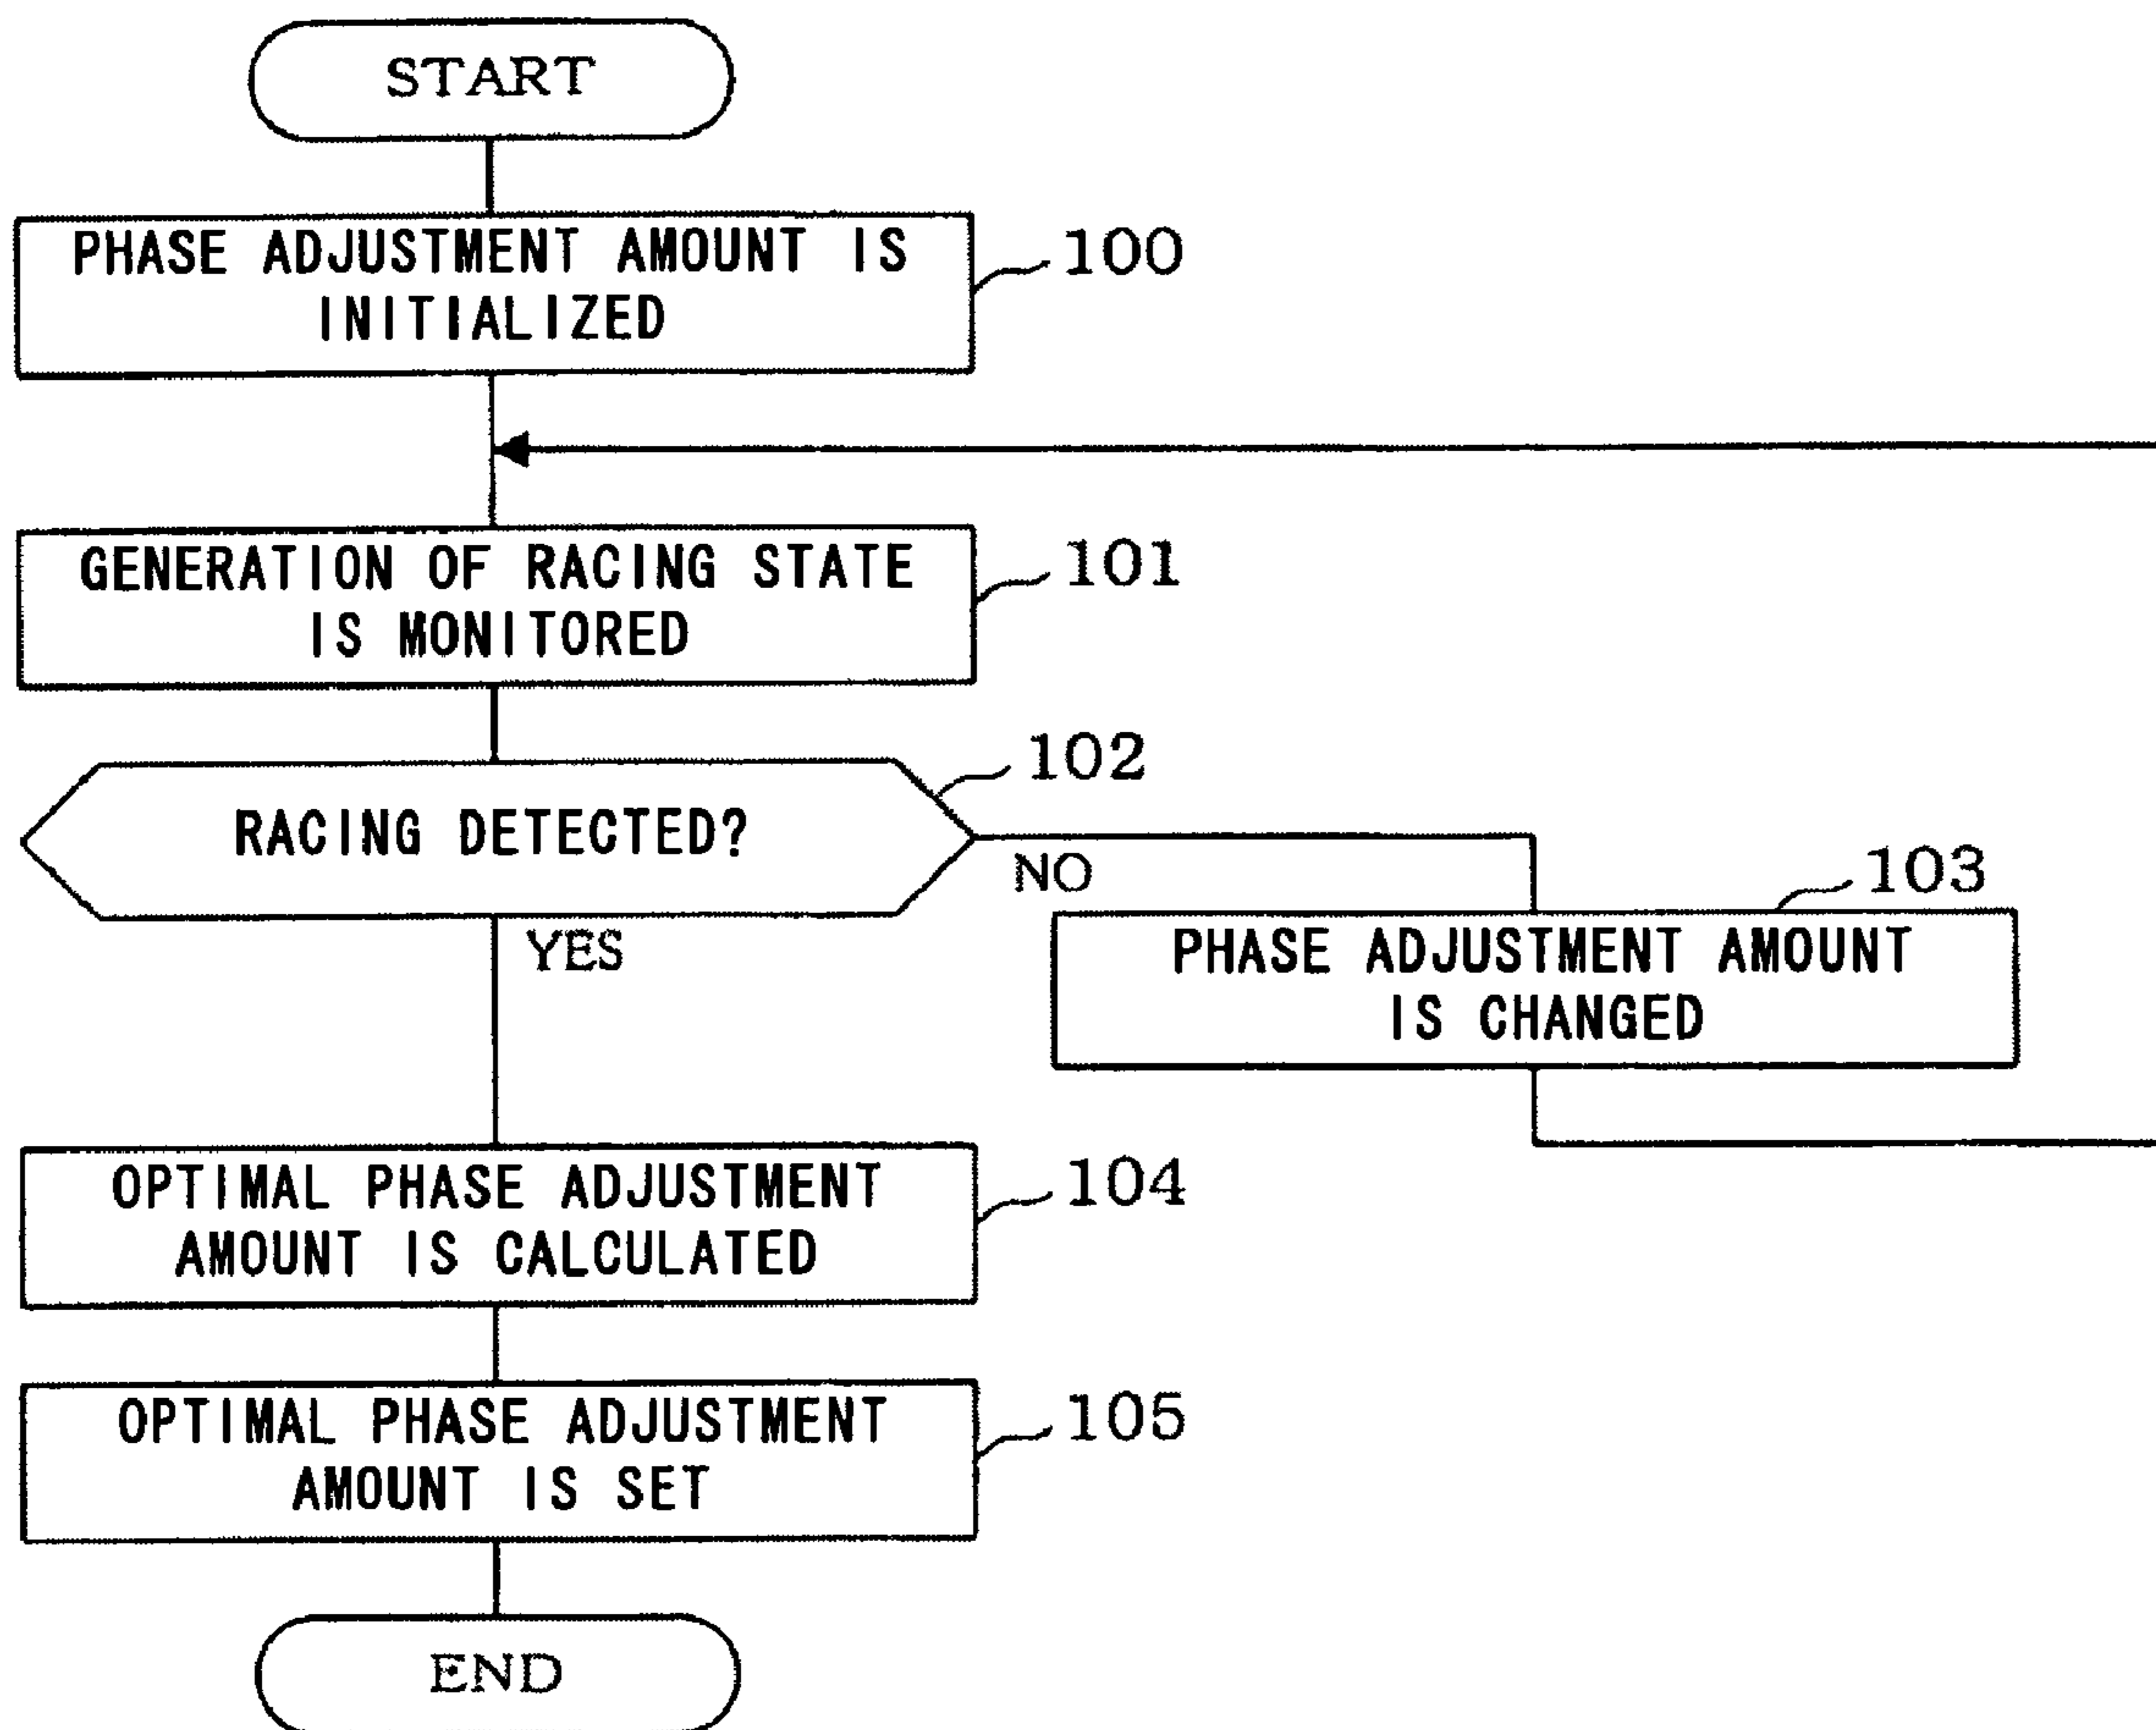 START
PHASE ADJUSTMENT AMOUNT IS
INITIALIZED
100
GENERATION OF RACING STATE
IS MONITORED
101
RACING DETECTED?
102
NO
YES
103
PHASE ADJUSTMENT AMOUNT
IS CHANGED
OPTIMAL PHASE ADJUSTMENT
AMOUNT IS CALCULATED
104
OPTIMAL PHASE ADJUSTMENT
AMOUNT IS SET
105
END